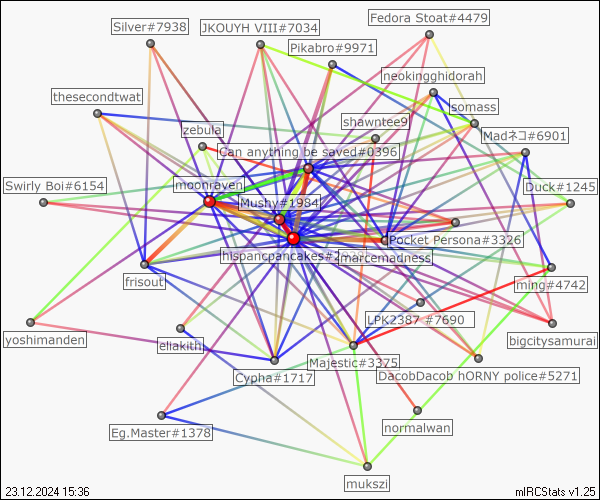 Silver#7938
JKOUYH VIII#7034
Fedora Stoat#4479
Pikabro#9971
neokingghidorah
thesecondtwat
somass
shawntee9
zebula
Madネコ#6901
Can anything be saved#0396
Swirly Boi#6154
moonrayen
Duck#1245
Mushy#1984
Pocket Persona#3326
marcemadness
frisout
ming#4742
LPK2387 #7690
yoshimanden
eliakith
bigcitysamurai
Majestic#3375
Cypha#1717
DacobDacob hORNY police#5271
normalwan
Eg.Master#1378
mukszi
23.12.2024 15:36
mIRCStats v1.25